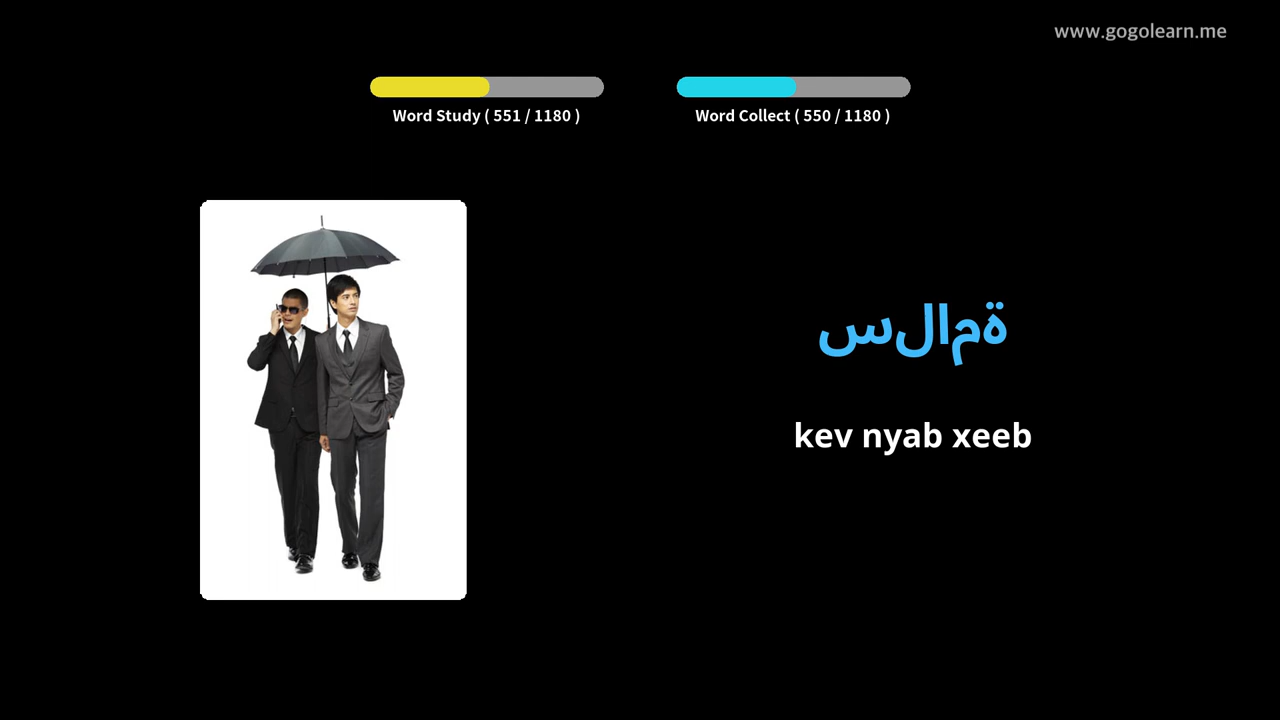 www.gogolearn.me
Word Study ( 551 / 1180 )
Word Collect ( 550 / 1180 )
سلامة
kev nyab xeeb